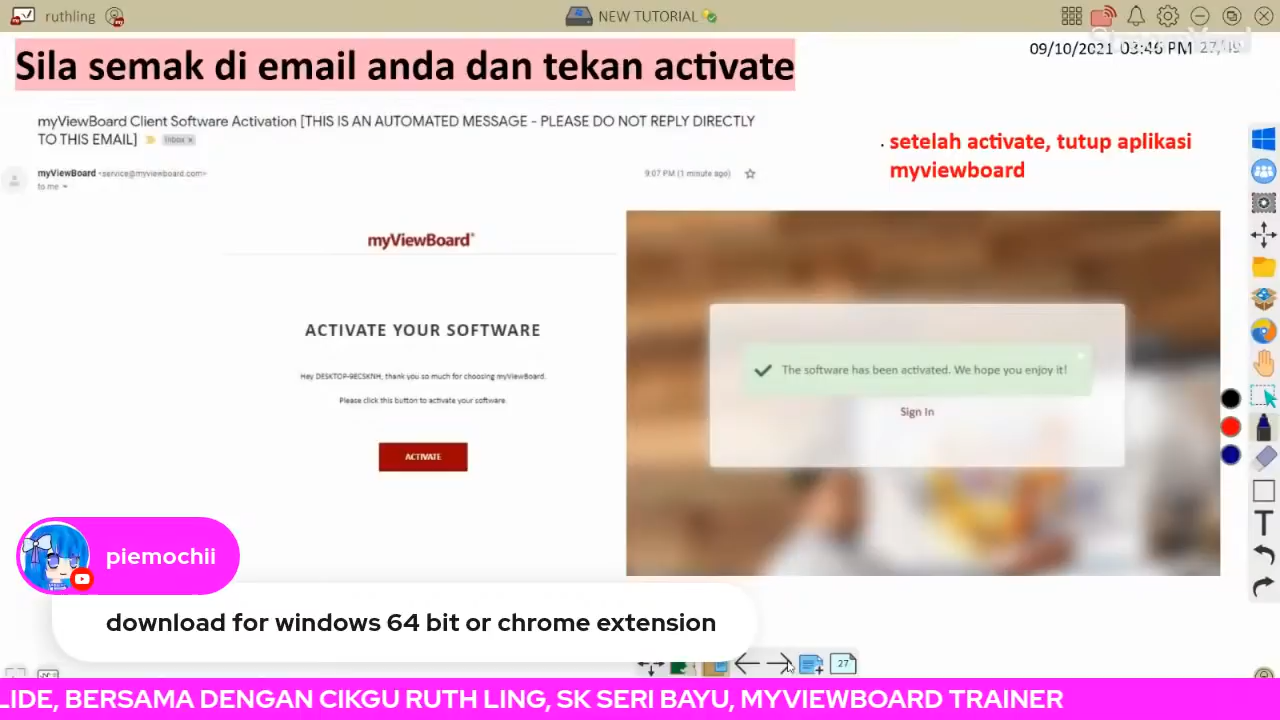 ruthling
NEW TUTORIAL
09/10/2021 03:46 PM 27/49
Sila semak di email anda dan tekan activate
myViewBoard Client Software Activation [THIS IS AN AUTOMATED MESSAGE - PLEASE DO NOT REPLY DIRECTLY
TO THIS EMAIL] Inbox x
myViewBoard <service@myviewboard.com>
to me
9:07 PM (1 minute ago)
. setelah activate, tutup aplikasi
myviewboard
myViewBoard
ACTIVATE YOUR SOFTWARE
Hey DESKTOP-9ECSKNH, thank you so much for choosing myViewBoard.
Please click this button to activate your software.
ACTIVATE
The software has been activated. We hope you enjoy it!
Sign In
T
piemochii
download for windows 64 bit or chrome extension
27
LIDE, BERSAMA DENGAN CIKGU RUTH LING, SK SERI BAYU, MYVIEWBOARD TRAINER